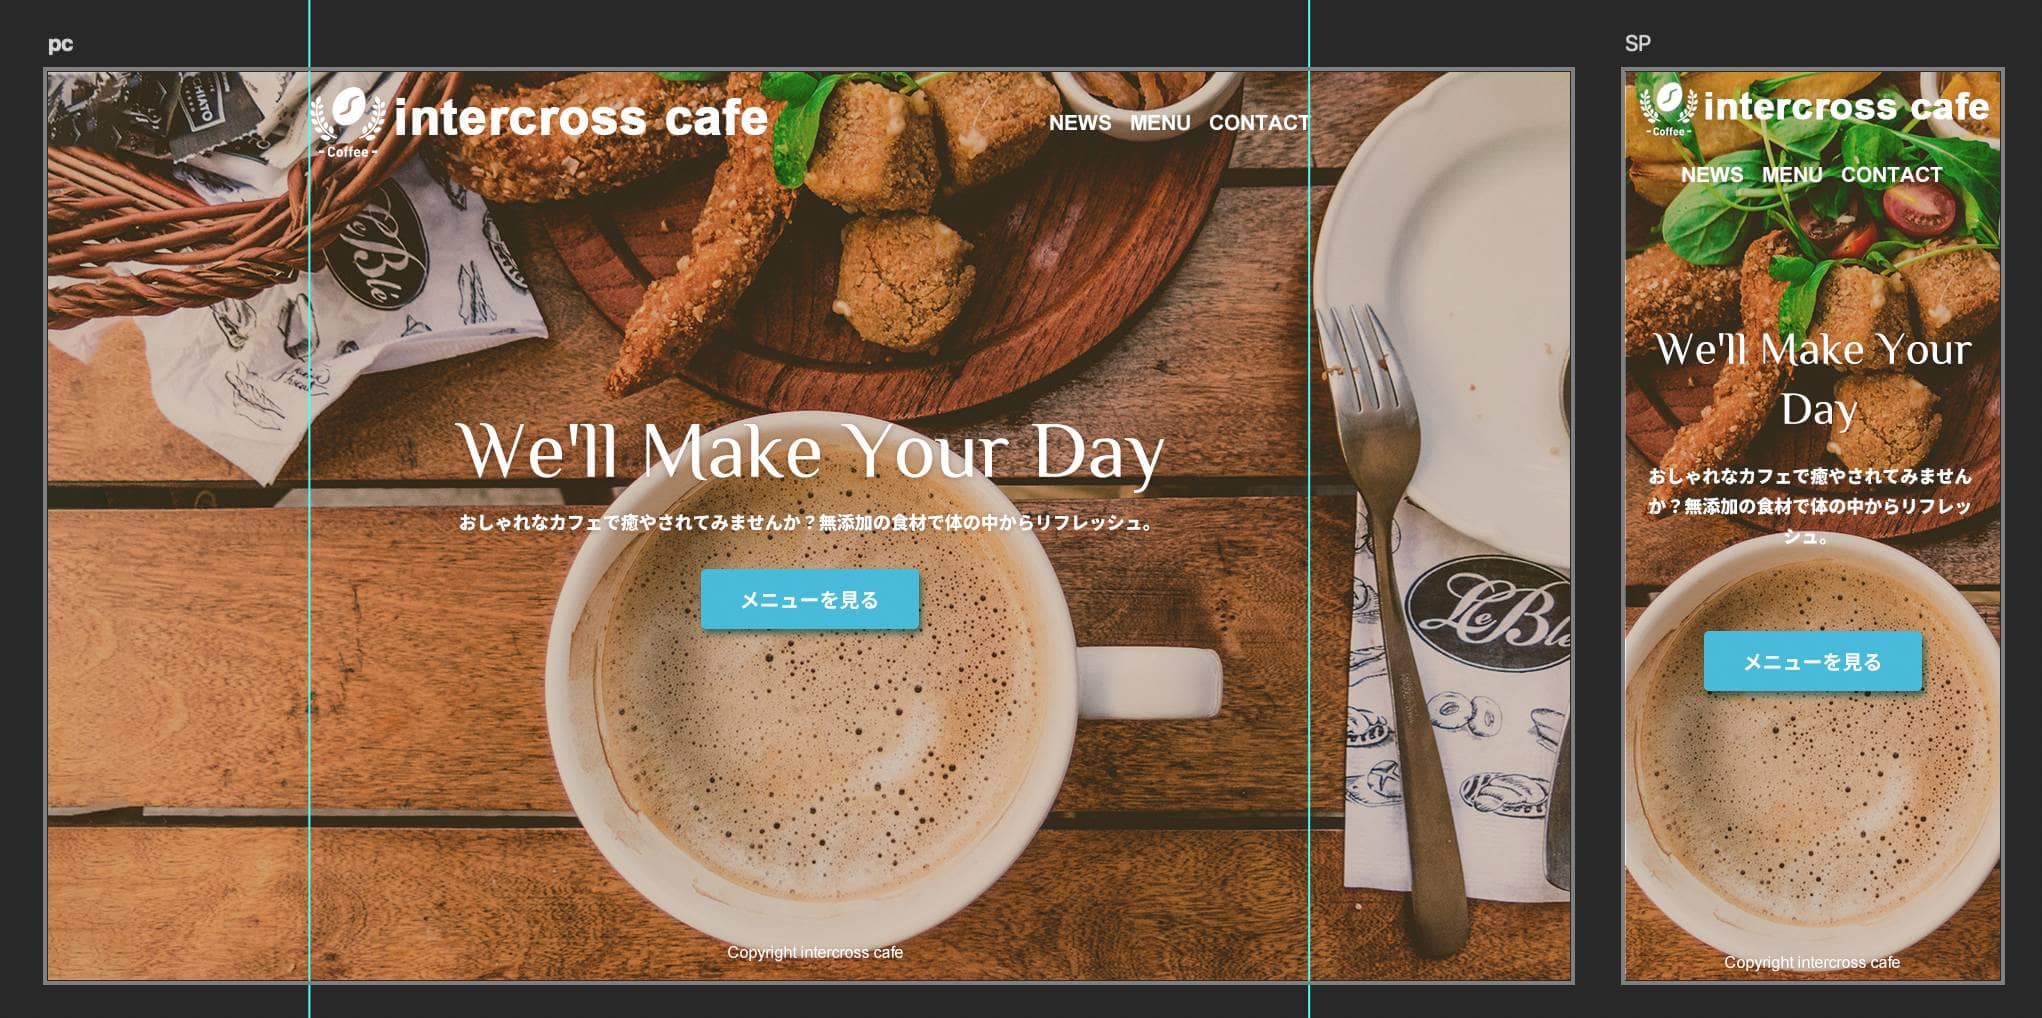 pc
SP
CHIATO
- Coffee -
intercross cafe
NEWS MENU CONTACT
LeBlé
We'll Make Your Day
おしゃれなカフェで癒やされてみませんか？無添加の食材で体の中からリフレッシュ。
メニューを見る
LeBlé
Copyright intercross cafe
- Coffee -
intercross cafe
NEWS MENU CONTACT
We'll Make Your
Day
おしゃれなカフェで癒やされてみません
か？無添加の食材で体の中からリフレッ
シュ。
メニューを見る
Copyright intercross cafe